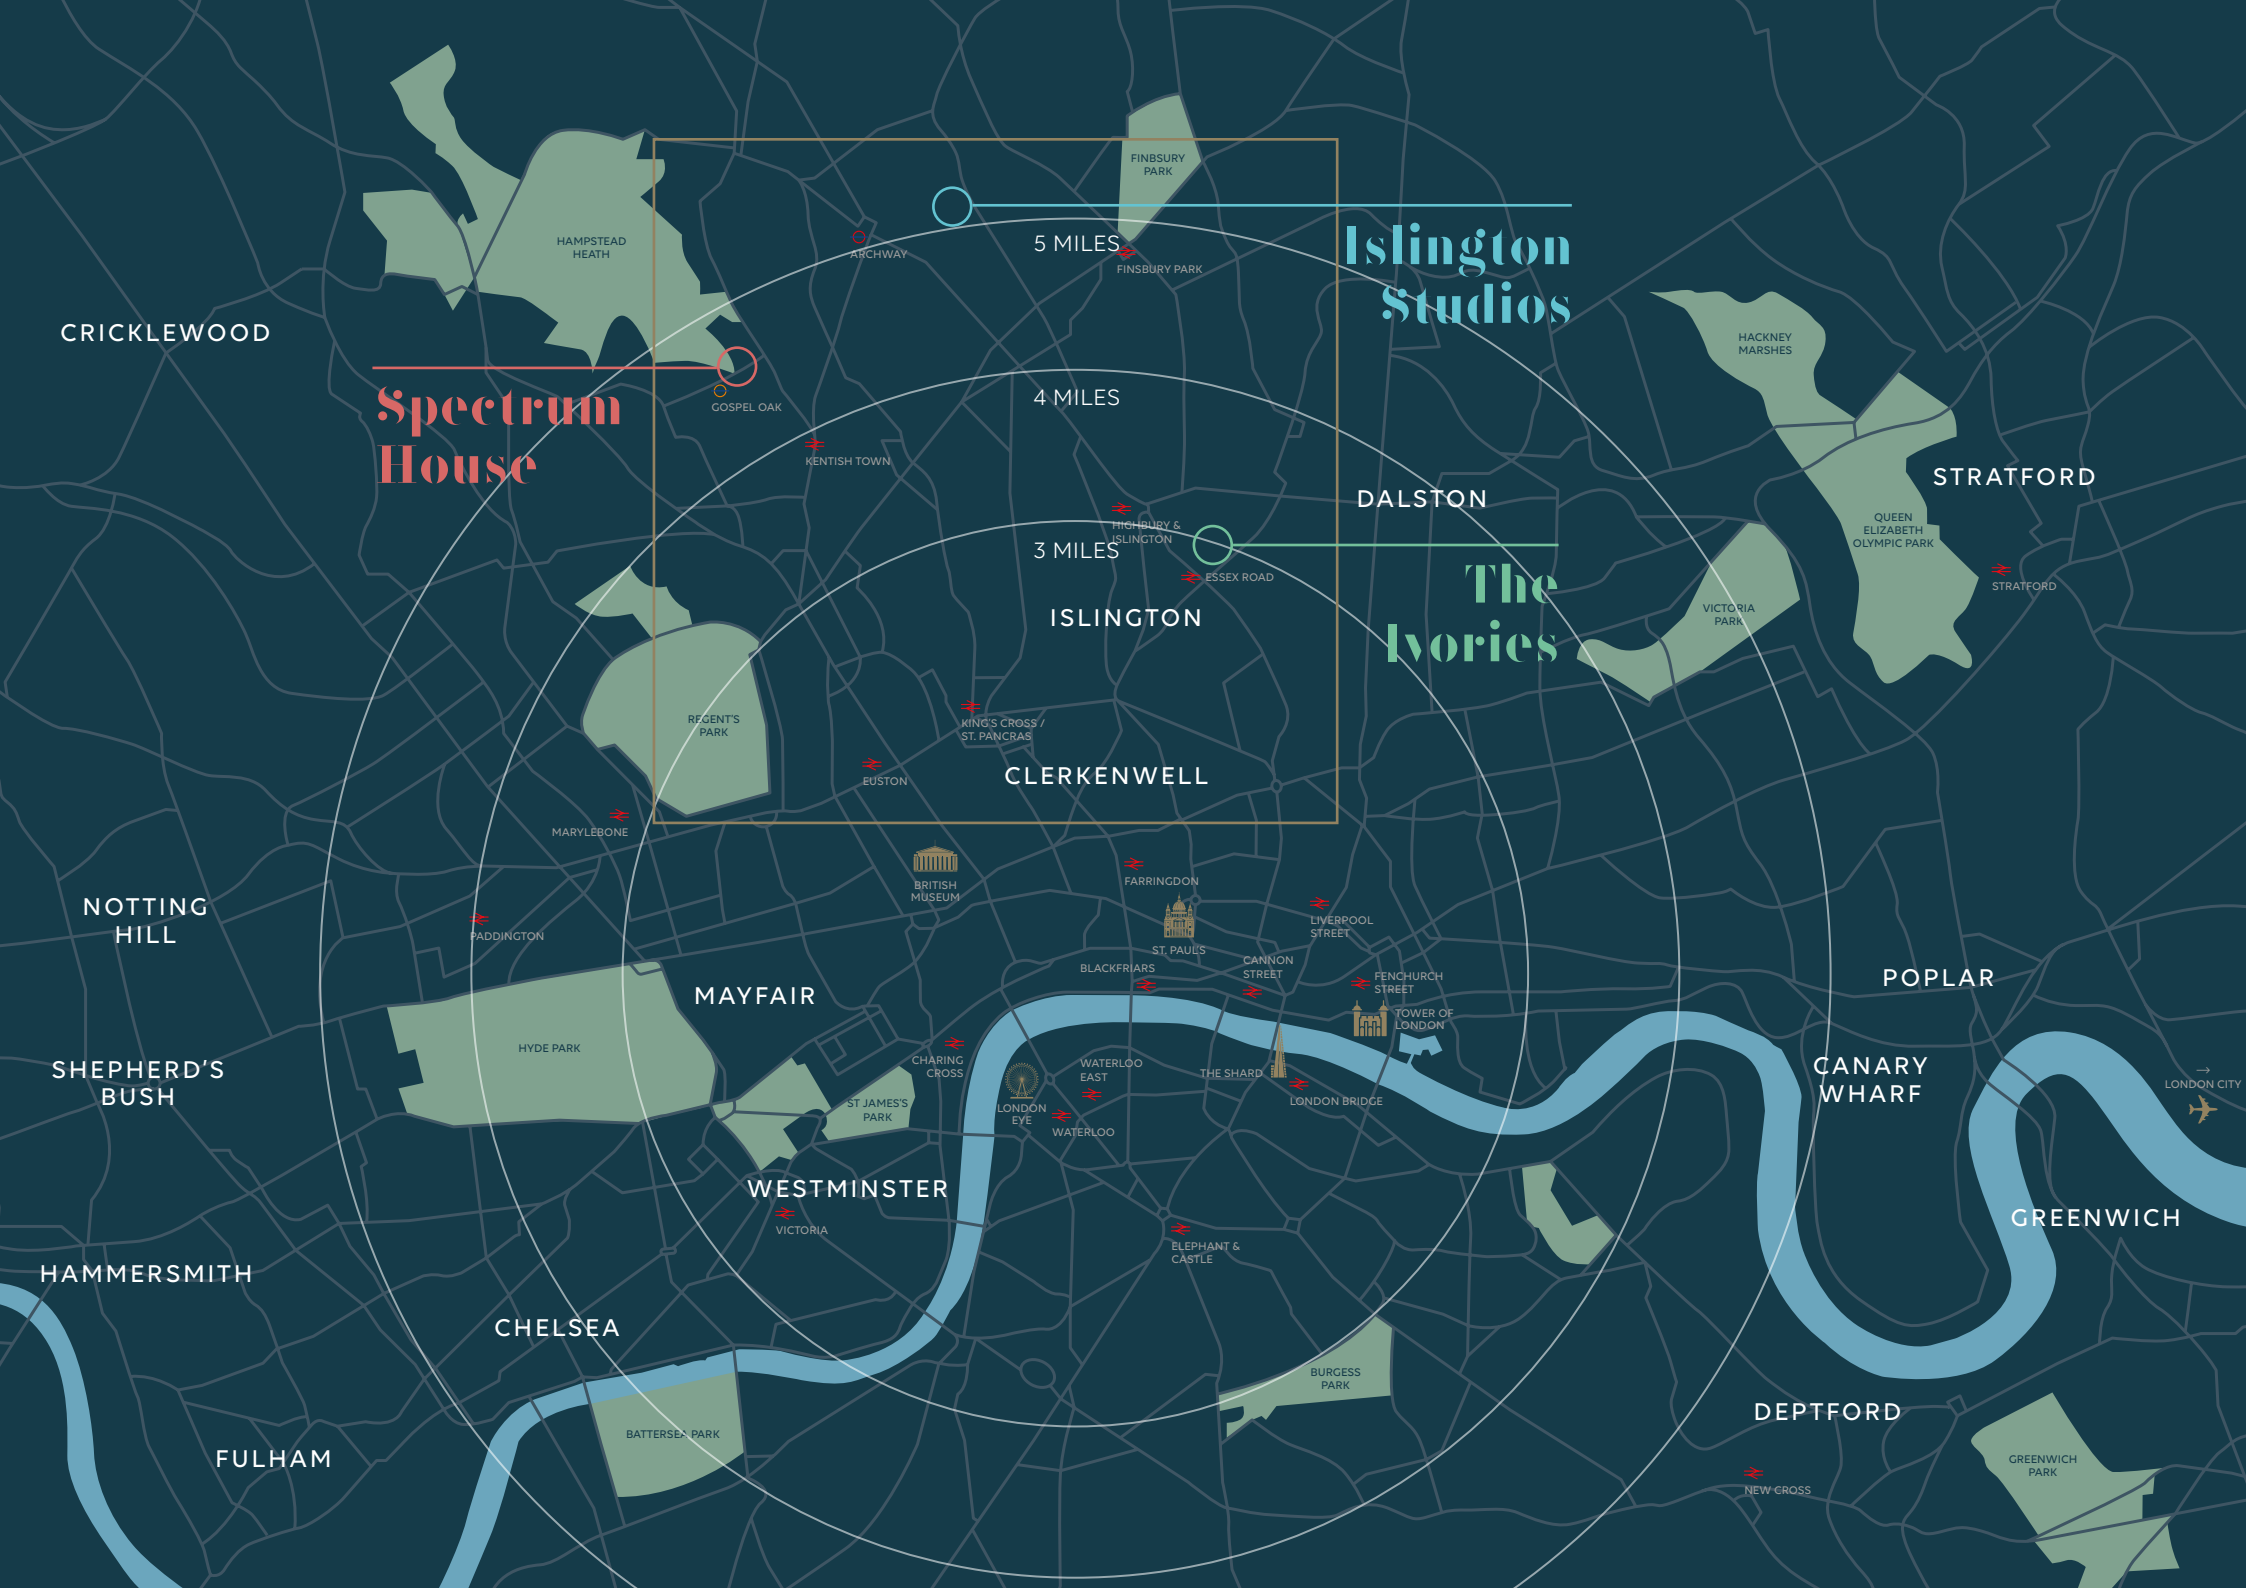 FINBSURY
PARK
HAMPSTEAD
HEATH
ARCHWAY
5 MILES
FINSBURY PARK
Islington
Studios
CRICKLEWOOD
HACKNEY
MARSHES
Spectrum
House
GOSPEL OAK
4 MILES
KENTISH TOWN
STRATFORD
DALSTON
HIGHBURY &
ISLINGTON
3 MILES
QUEEN
ELIZABETH
OLYMPIC PARK
ESSEX ROAD
STRATFORD
The
Ivories
ISLINGTON
VICTORIA
PARK
REGENT'S
PARK
KING'S CROSS /
ST. PANCRAS
EUSTON
CLERKENWELL
MARYLEBONE
BRITISH
MUSEUM
FARRINGDON
NOTTING
HILL
PADDINGTON
LIVERPOOL
STREET
ST. PAUL'S
BLACKFRIARS
CANNON
STREET
FENCHURCH
STREET
POPLAR
MAYFAIR
TOWER OF
LONDON
HYDE PARK
CHARING
CROSS
WATERLOO
EAST
THE SHARD
LONDON BRIDGE
SHEPHERD'S
BUSH
CANARY
WHARF
→
LONDON CITY
ST JAMES'S
PARK
LONDON
EYE
WATERLOO
WESTMINSTER
VICTORIA
GREENWICH
ELEPHANT &
CASTLE
HAMMERSMITH
CHELSEA
BURGESS
PARK
DEPTFORD
BATTERSEA PARK
FULHAM
GREENWICH
PARK
NEW CROSS